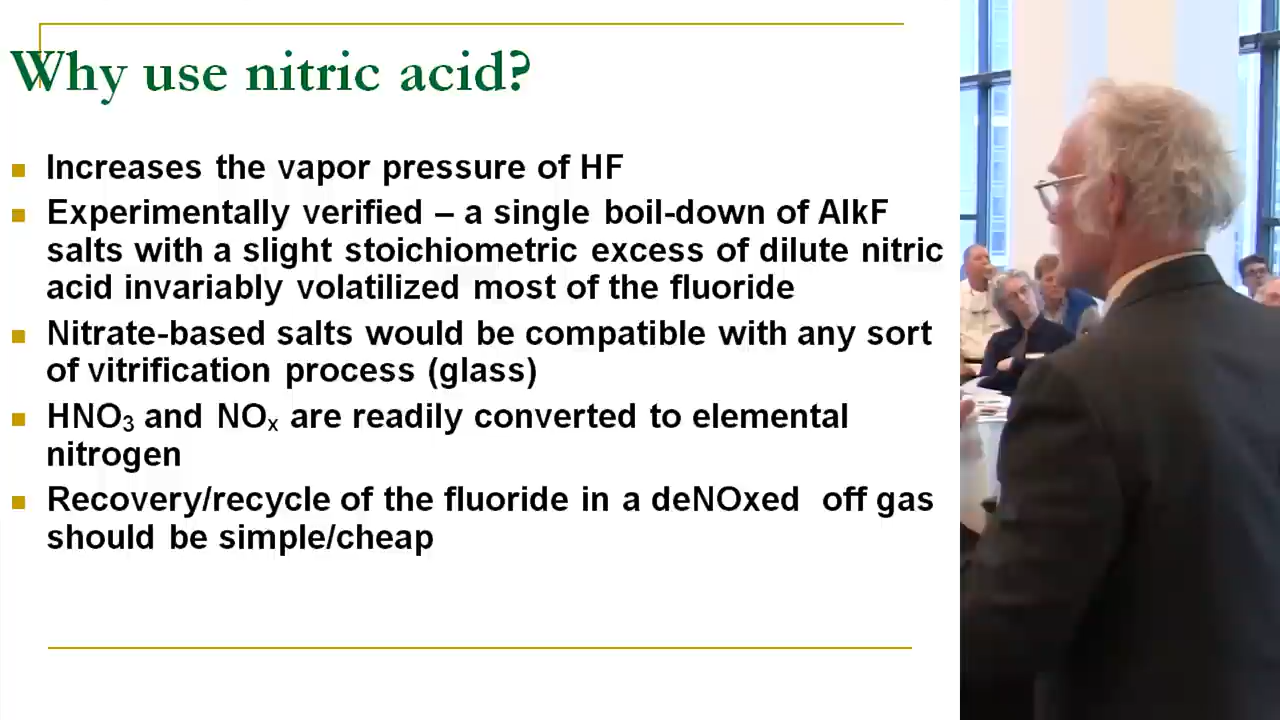 Why use nitric acid?
Increases the vapor pressure of HF
Experimentally verified – a single boil-down of AlkF
salts with a slight stoichiometric excess of dilute nitric
acid invariably volatilized most of the fluoride
Nitrate-based salts would be compatible with any sort
of vitrification process (glass)
HNO₃ and NOₓ are readily converted to elemental
nitrogen
Recovery/recycle of the fluoride in a deNOxed off gas
should be simple/cheap